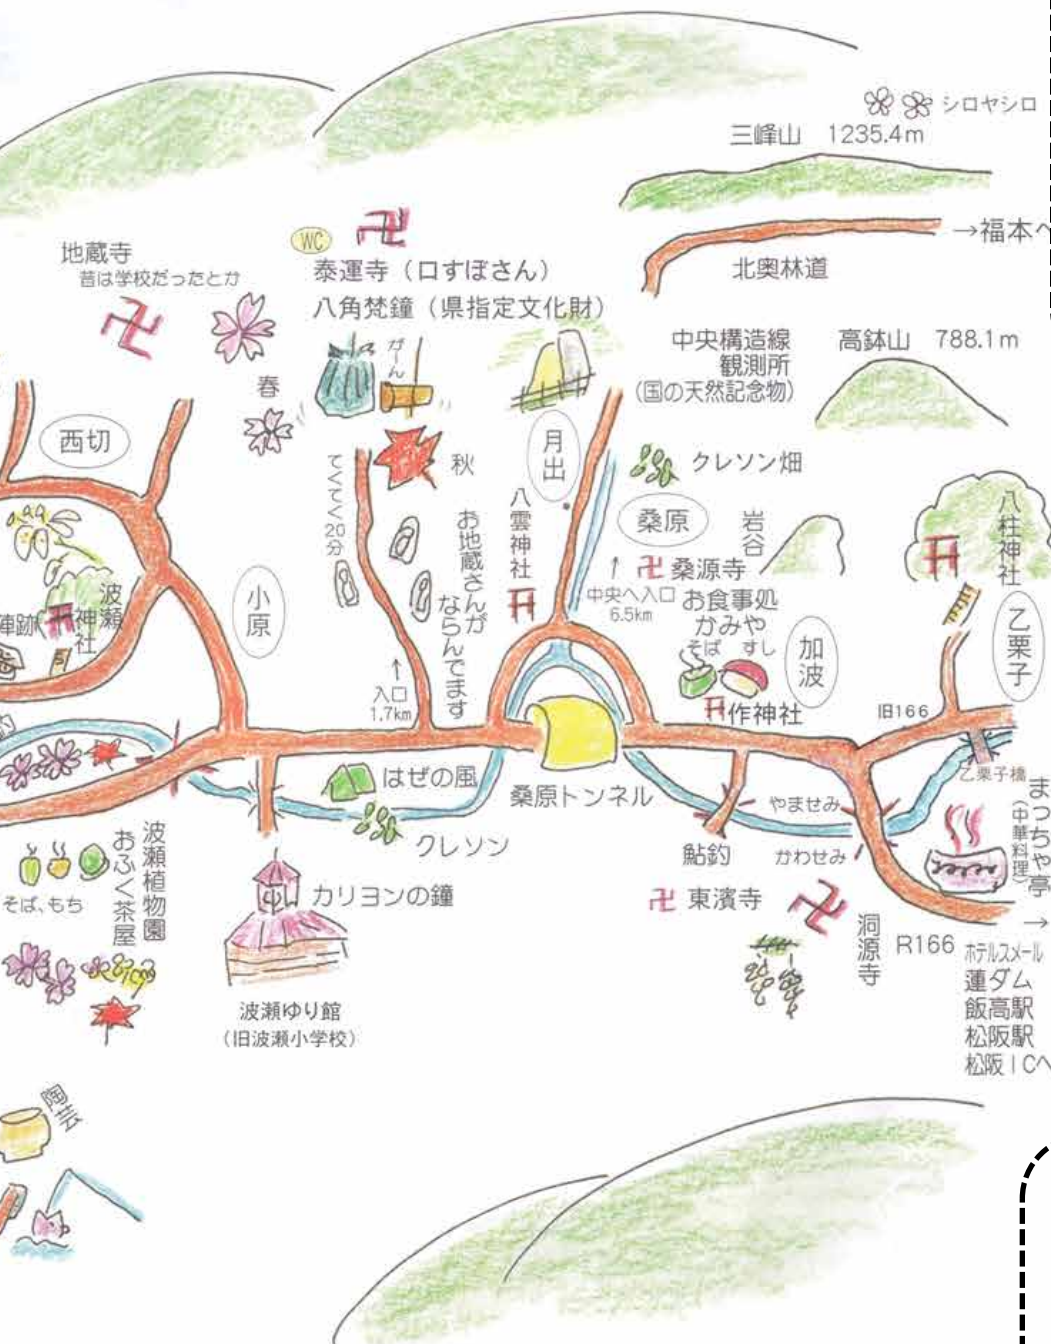 シロヤシロ
三峰山 1235.4m
→福本へ
北奥林道
地蔵寺
昔は学校だったとか
WC
泰運寺（口すぼさん）
八角梵鐘（県指定文化財）
ガーん
中央構造線
観測所
（国の天然記念物）
高鉢山 788.1m
春
西切
秋
月出
クレソン畑
てくてく20分
八雲神社
桑原
岩谷
八柱神社
お地蔵さんが
ならんでます
↑
卍 桑源寺
中央へ入口
6.5km
お食事処
かみや
そば すし
波瀬
神社
陣跡
小原
加波
乙栗子
↑
入口
1.7km
作神社
旧166
はぜの風
桑原トンネル
乙栗子橋
やませみ
かわせみ
まっちゃ亭
（中華料理）
クレソン
鮎釣
波瀬植物園
おふく茶屋
そば、もち
カリヨンの鐘
卍 東濱寺
洞源寺
R166
→
ホテルスメール
蓮ダム
飯高駅
松阪駅
松阪ICへ
波瀬ゆり館
（旧波瀬小学校）
陶芸